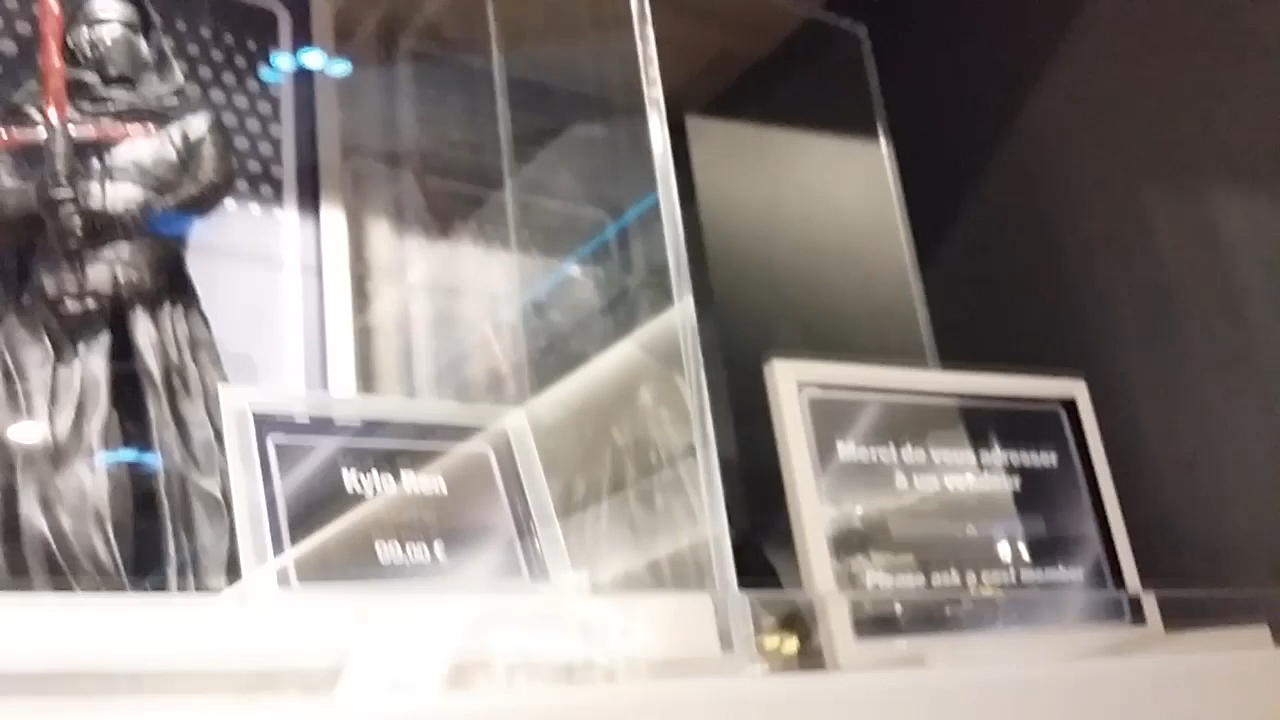 Kylo Ren
Merci de vous adresser
à un vendeur
Please ask a cast member